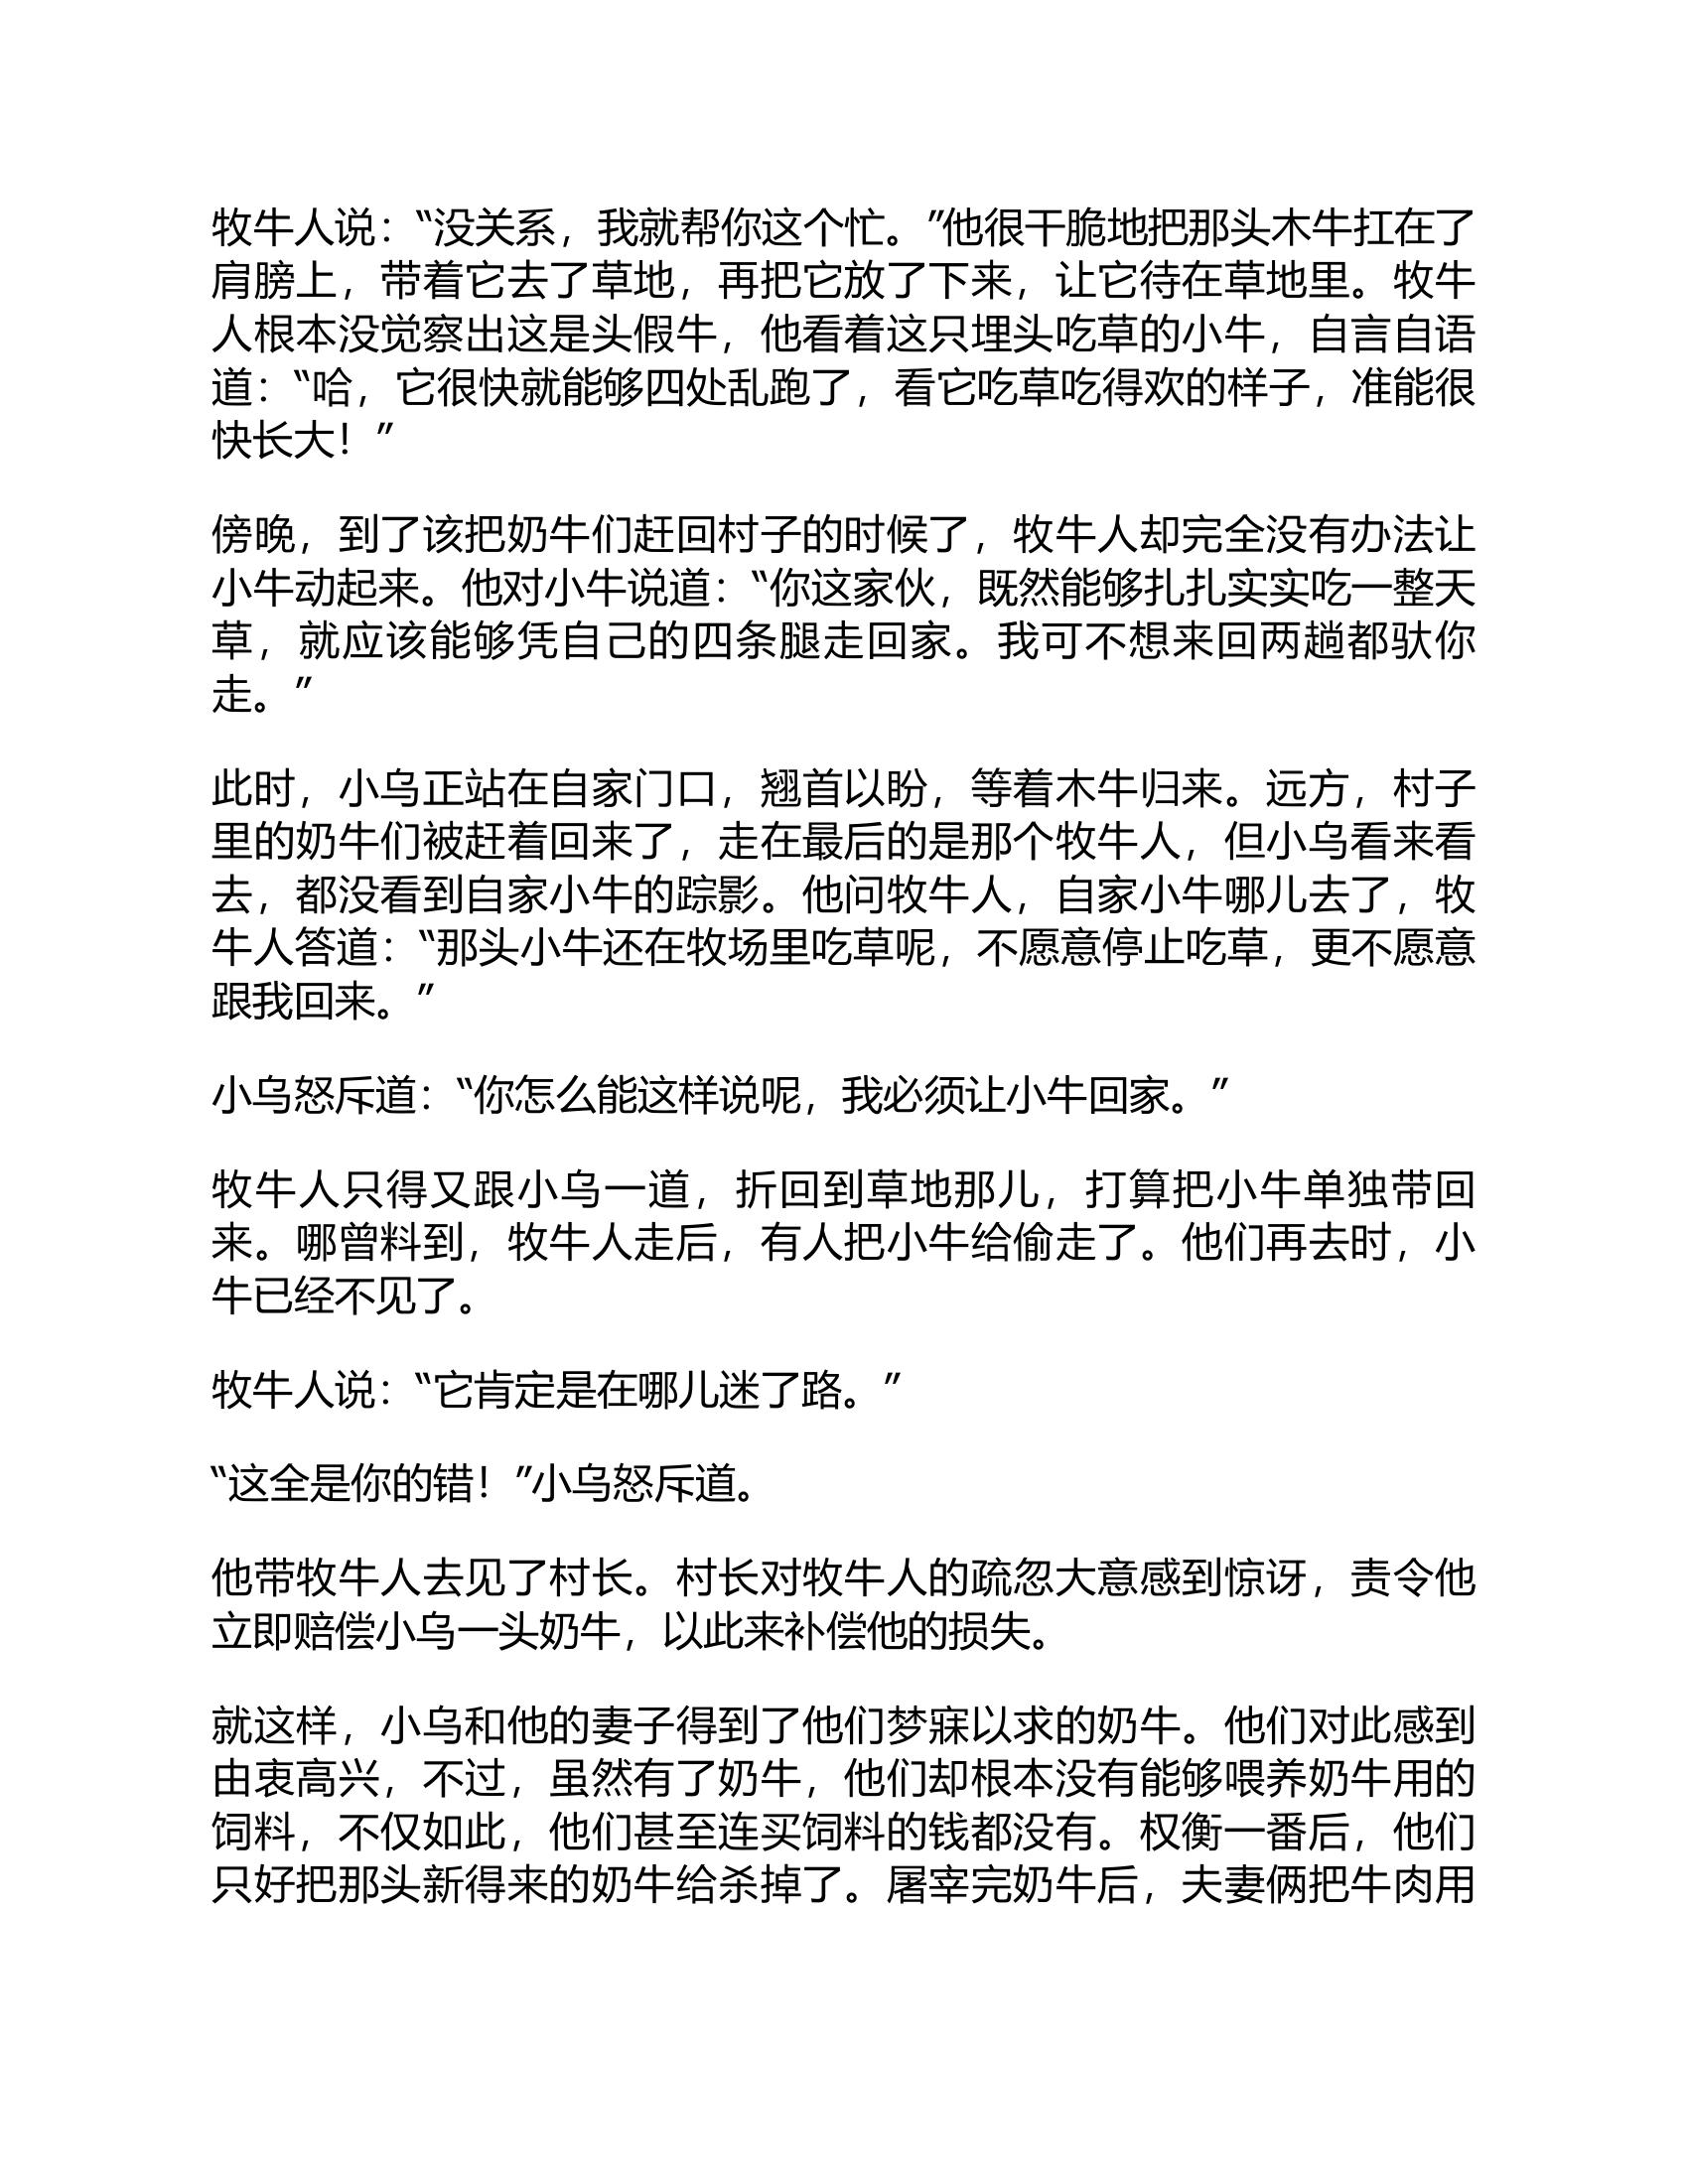 牧牛人说：“没关系，我就帮你这个忙。”他很干脆地把那头木牛扛在了
肩膀上，带着它去了草地，再把它放了下来，让它待在草地里。牧牛
人根本没觉察出这是头假牛，他看着这只埋头吃草的小牛，自言自语
道：“哈，它很快就能够四处乱跑了，看它吃草吃得欢的样子，准能很
快长大！”
傍晚，到了该把奶牛们赶回村子的时候了，牧牛人却完全没有办法让
小牛动起来。他对小牛说道：“你这家伙，既然能够扎扎实实吃一整天
草，就应该能够凭自己的四条腿走回家。我可不想来回两趟都驮你
走。”
此时，小乌正站在自家门口，翘首以盼，等着木牛归来。远方，村子
里的奶牛们被赶着回来了，走在最后的是那个牧牛人，但小乌看来看
去，都没看到自家小牛的踪影。他问牧牛人，自家小牛哪儿去了，牧
牛人答道：“那头小牛还在牧场里吃草呢，不愿意停止吃草，更不愿意
跟我回来。”
小乌怒斥道：“你怎么能这样说呢，我必须让小牛回家。”
牧牛人只得又跟小乌一道，折回到草地那儿，打算把小牛单独带回
来。哪曾料到，牧牛人走后，有人把小牛给偷走了。他们再去时，小
牛已经不见了。
牧牛人说：“它肯定是在哪儿迷了路。”
“这全是你的错！”小乌怒斥道。
他带牧牛人去见了村长。村长对牧牛人的疏忽大意感到惊讶，责令他
立即赔偿小乌一头奶牛，以此来补偿他的损失。
就这样，小乌和他的妻子得到了他们梦寐以求的奶牛。他们对此感到
由衷高兴，不过，虽然有了奶牛，他们却根本没有能够喂养奶牛用的
饲料，不仅如此，他们甚至连买饲料的钱都没有。权衡一番后，他们
只好把那头新得来的奶牛给杀掉了。屠宰完奶牛后，夫妻俩把牛肉用